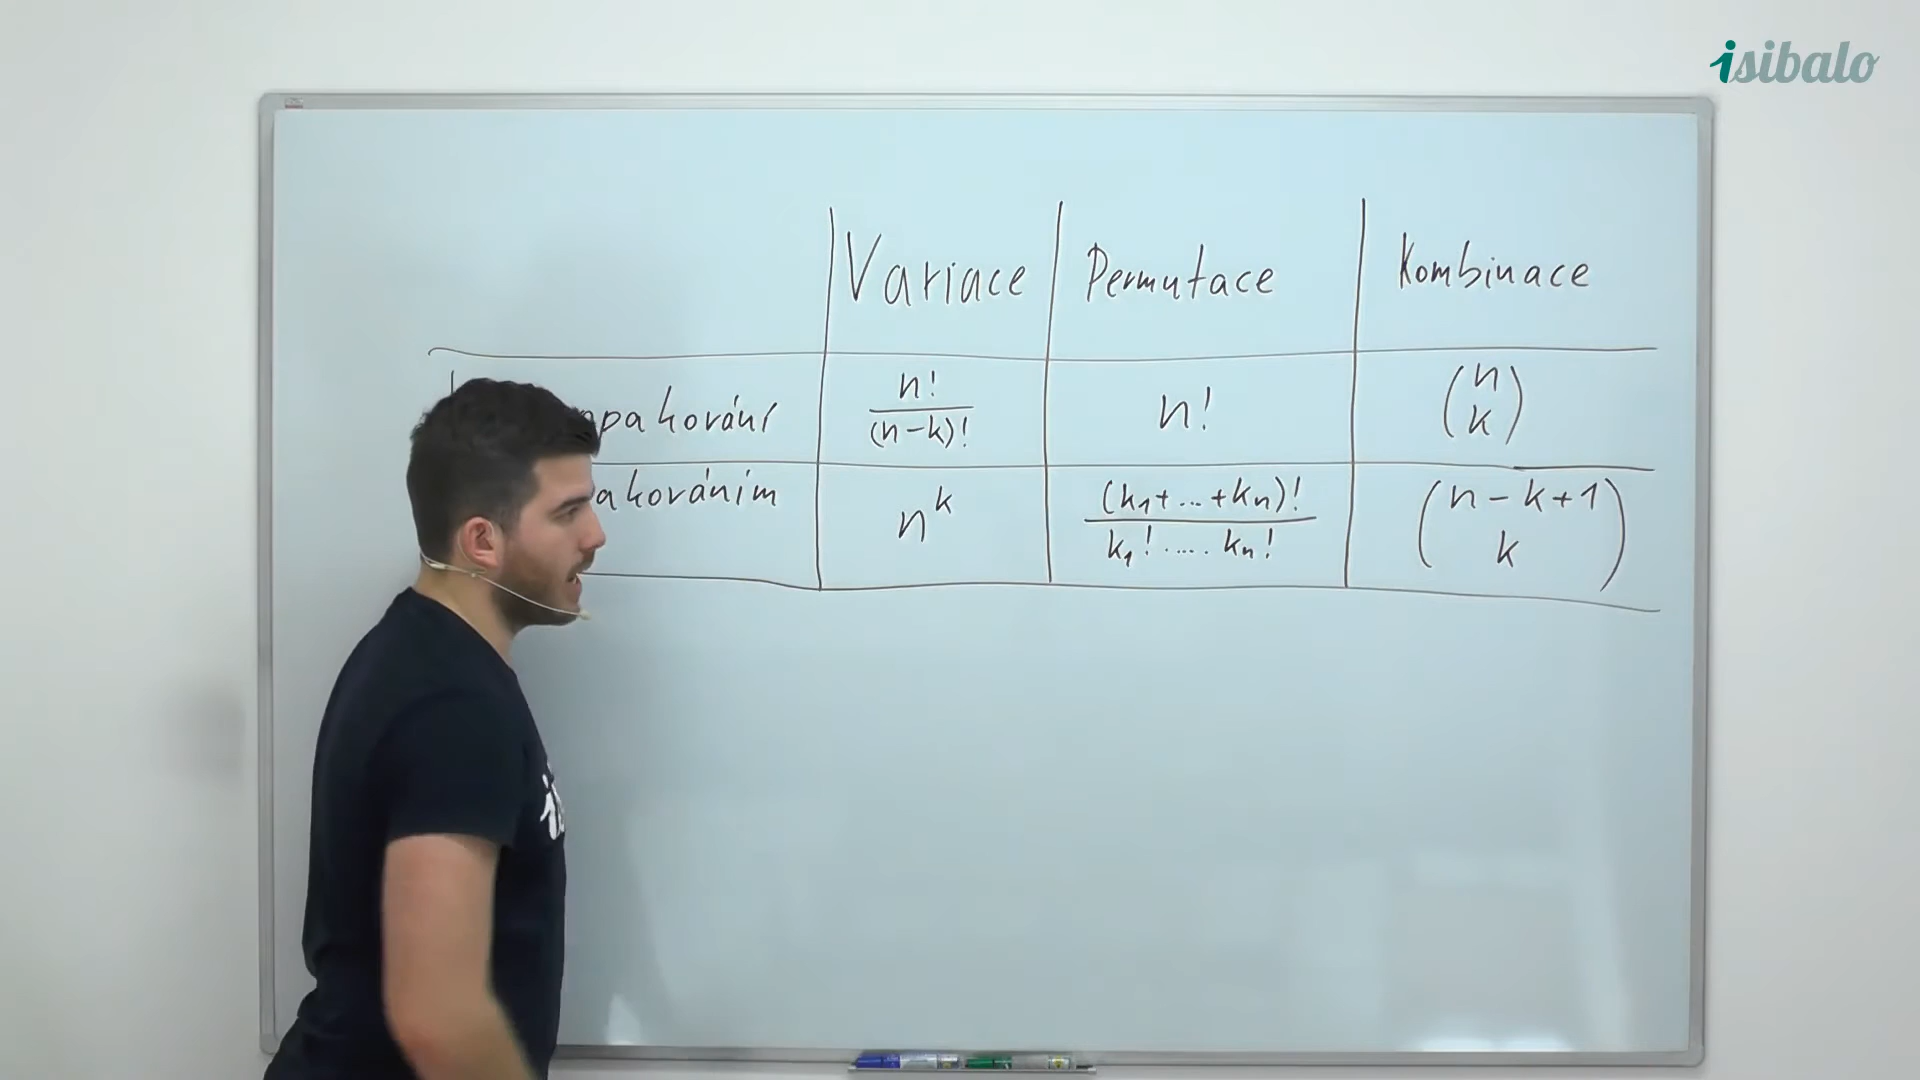 isibalo
Variace Permutace Kombinace
n!/(n-k)! n! (n k)
n^k (k₁+...+kₙ)!/k₁!.....kₙ! (n-k+1 k)